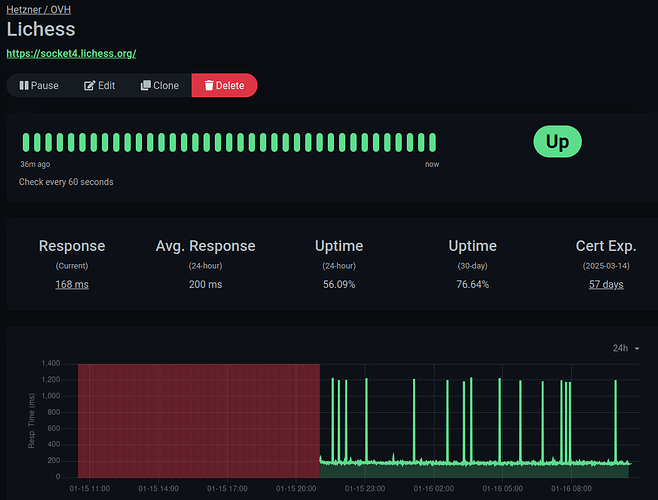 Hetzner / OVH
Lichess
https://socket4.lichess.org/
Pause Edit Clone Delete
Up
36m ago now
Check every 60 seconds
Response Avg. Response Uptime Uptime Cert Exp.
(Current) (24-hour) (24-hour) (30-day) (2025-03-14)
168 ms 200 ms 56.09% 76.64% 57 days
24h
1,400
1,200
1,000
800
600
400
200
0
Resp. Time (ms)
01-15 11:00 01-15 14:00 01-15 17:00 01-15 20:00 01-15 23:00 01-16 02:00 01-16 05:00 01-16 08:00